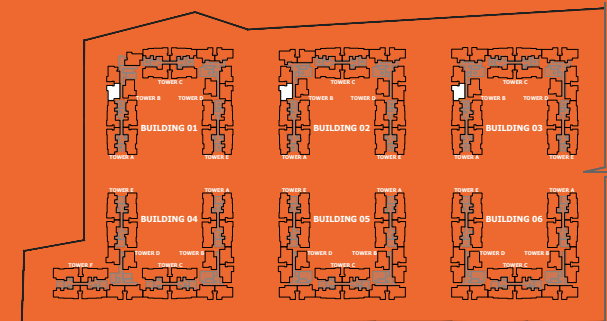 TOWER C TOWER C TOWER C
TOWER B TOWER D TOWER B TOWER D TOWER B TOWER D
BUILDING 01 BUILDING 02 BUILDING 03
TOWER A TOWER E TOWER A TOWER E TOWER A TOWER E
TOWER E TOWER A TOWER E TOWER A TOWER E TOWER A
BUILDING 04 BUILDING 05 BUILDING 06
TOWER D TOWER B TOWER D TOWER B TOWER D TOWER B
TOWER F TOWER C TOWER C TOWER C